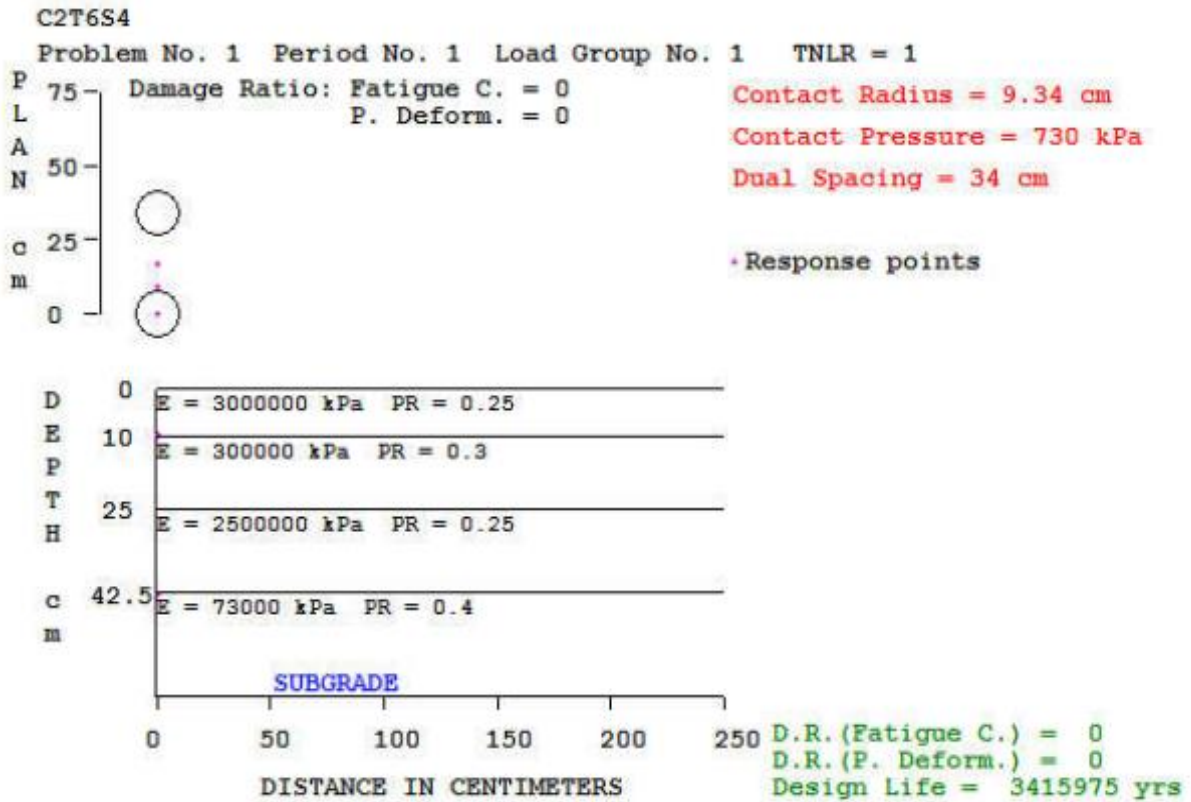 C2T6S4
Problem No. 1 Period No. 1 Load Group No. 1 TNLR = 1
Damage Ratio: Fatigue C. = 0
P. Deform. = 0
Contact Radius = 9.34 cm
Contact Pressure = 730 kPa
Dual Spacing = 34 cm
Response points
PLAN cm
75
50
25
0
DEPTH cm
0
E = 3000000 kPa PR = 0.25
10
E = 300000 kPa PR = 0.3
25
E = 2500000 kPa PR = 0.25
42.5
E = 73000 kPa PR = 0.4
SUBGRADE
0 50 100 150 200 250
DISTANCE IN CENTIMETERS
D.R.(Fatigue C.) = 0
D.R.(P. Deform.) = 0
Design Life = 3415975 yrs